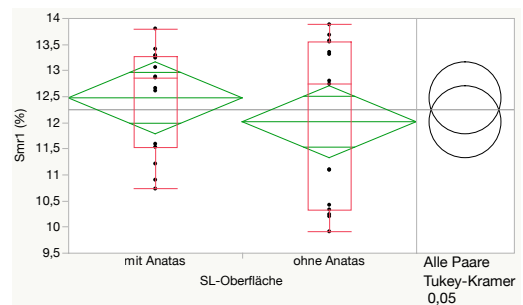 14
13,5
13
12,5
12
11,5
11
10,5
10
9,5
Smr1 (%)
mit Anatas
ohne Anatas
SL-Oberfläche
Alle Paare
Tukey-Kramer
0,05